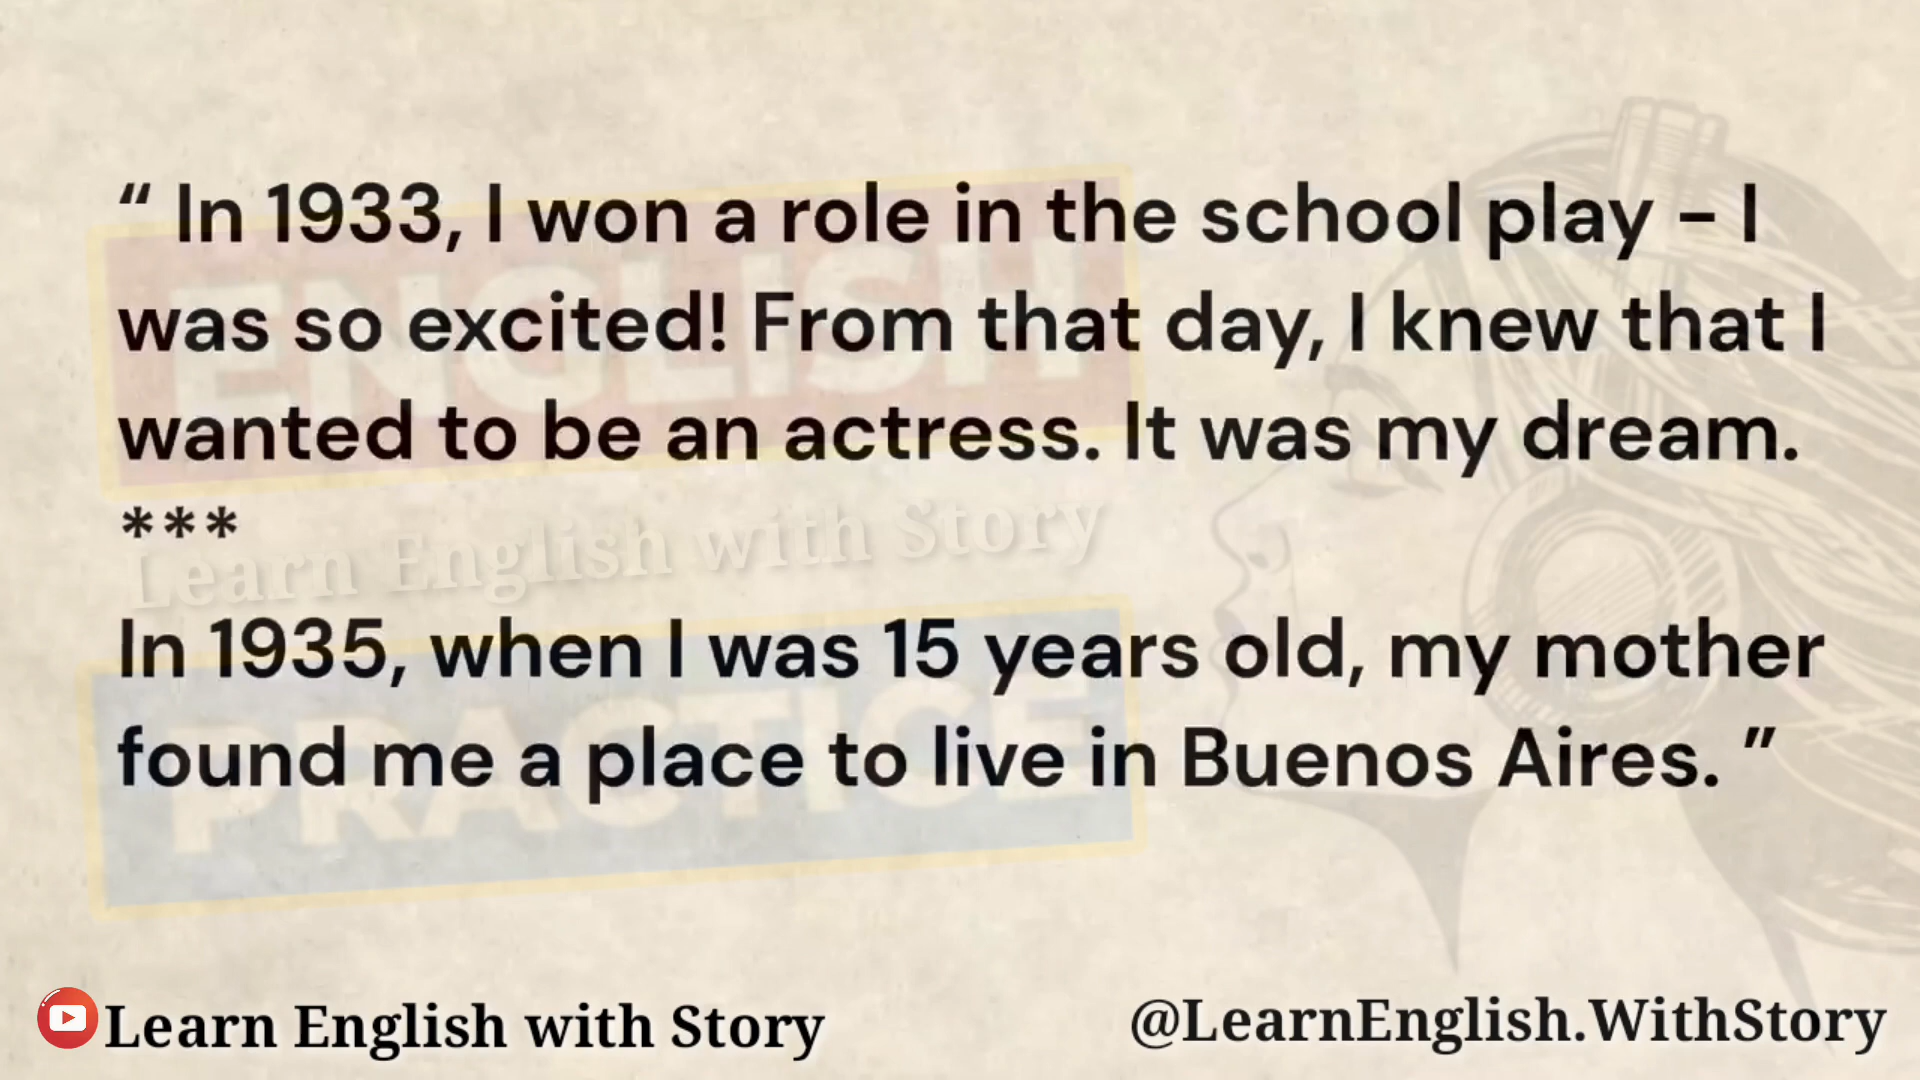 “ In 1933, I won a role in the school play – I
was so excited! From that day, I knew that I
wanted to be an actress. It was my dream.
***
In 1935, when I was 15 years old, my mother
found me a place to live in Buenos Aires. ”
ENGLISH
Learn English with Story
PRACTICE
Learn English with Story
@LearnEnglish.WithStory